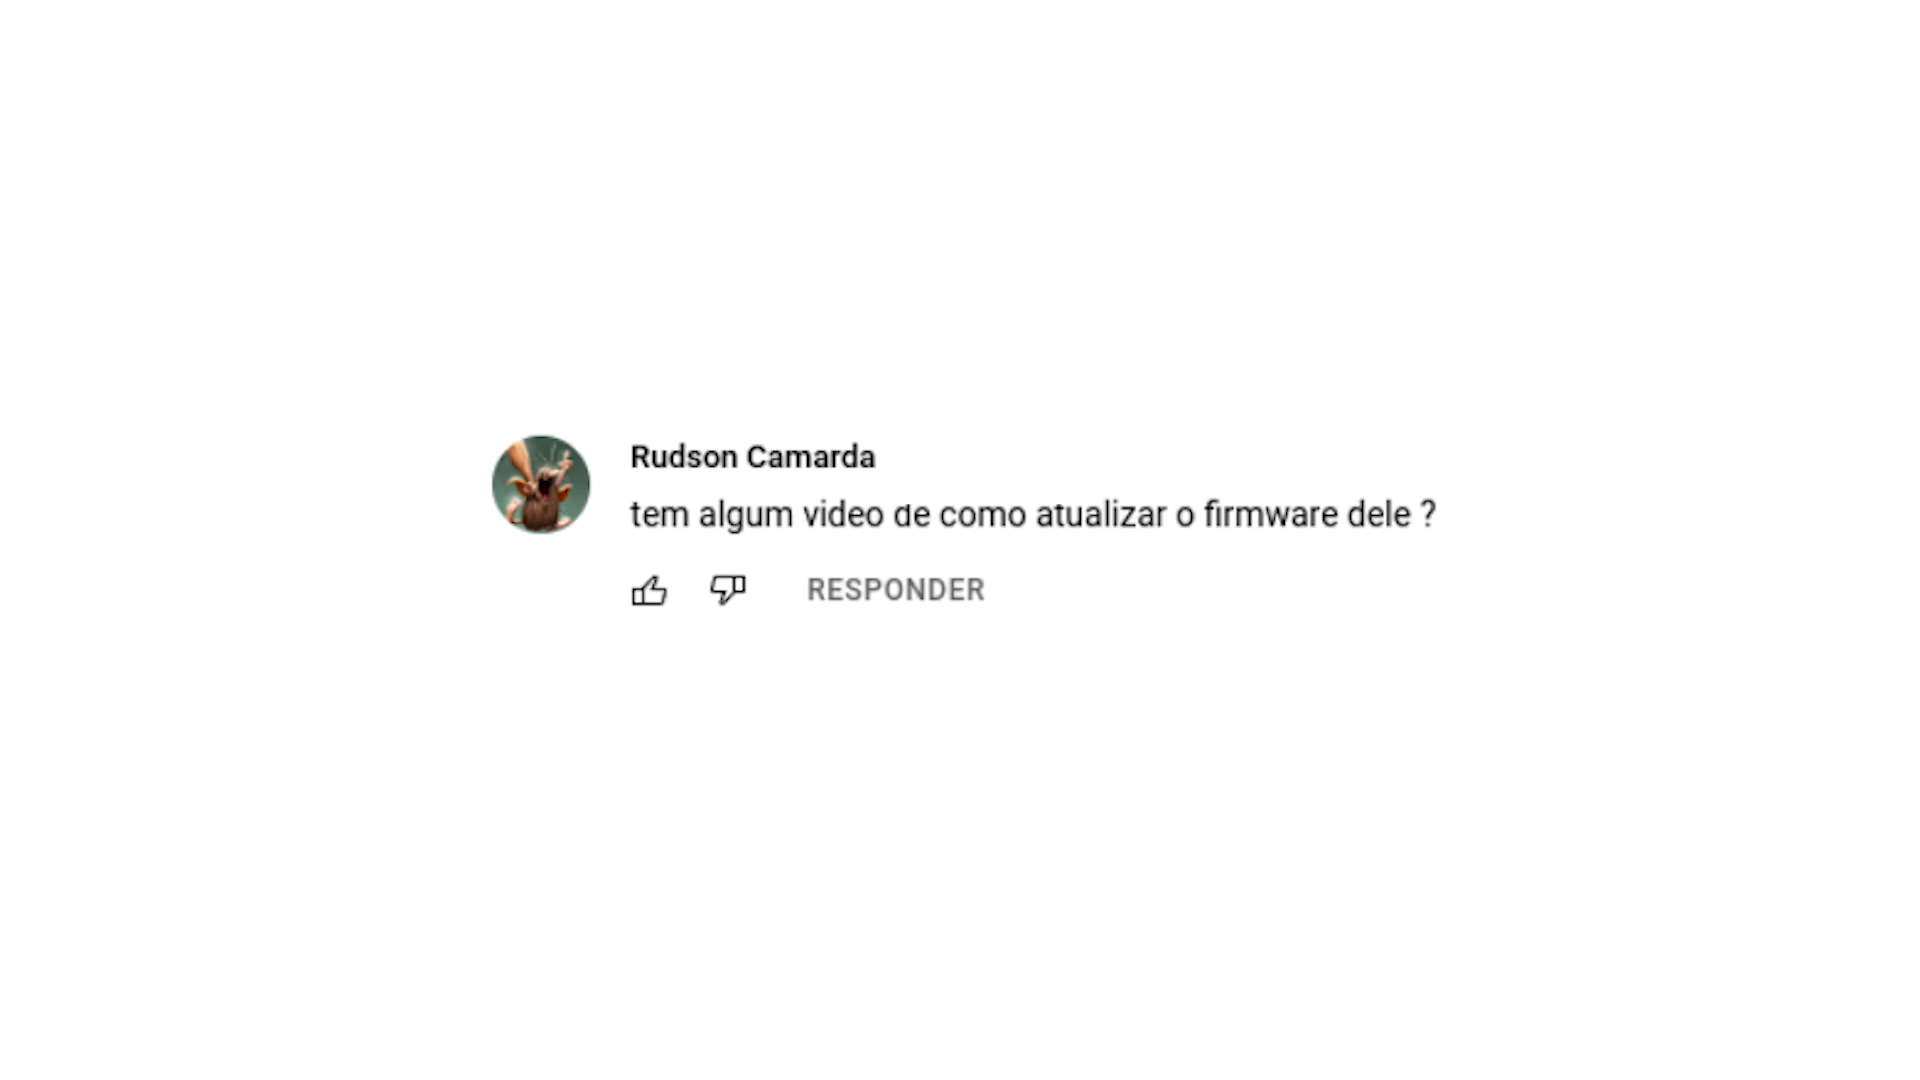 Rudson Camarda
tem algum video de como atualizar o firmware dele ?
RESPONDER